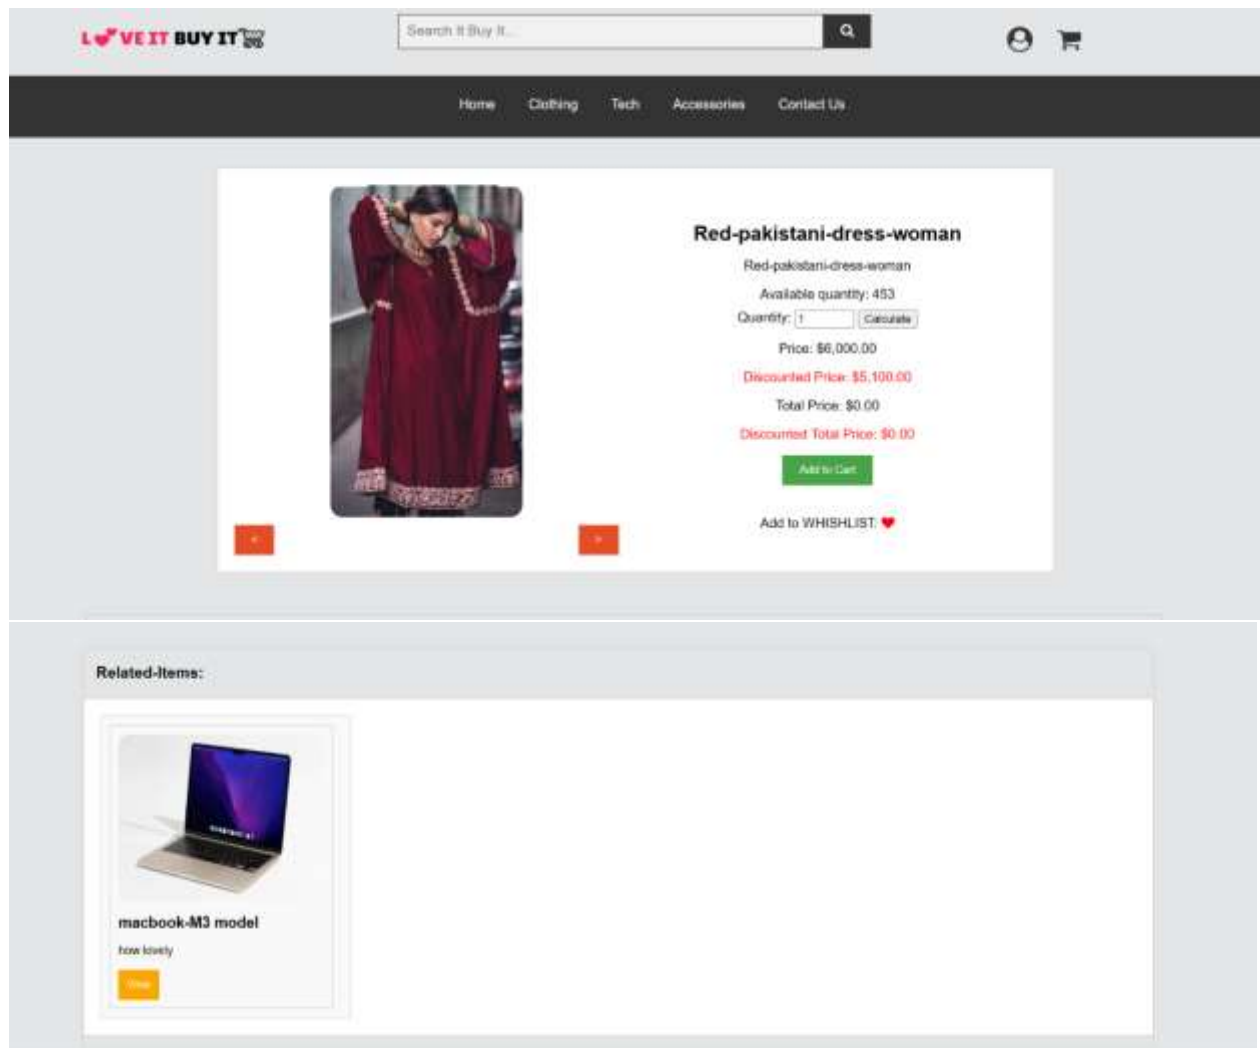 L VE IT BUY IT
Search It Buy It...
Home Clothing Tech Accessories Contact Us
Red-pakistani-dress-woman
Red-pakistani-dress-woman
Available quantity: 453
Quantity: 1 Calculate
Price: $6,000.00
Discounted Price: $5,100.00
Total Price: $0.00
Discounted Total Price: $0.00
Add to Cart
Add to WHISHLIST:
Related-Items:
macbook-M3 model
how lovely